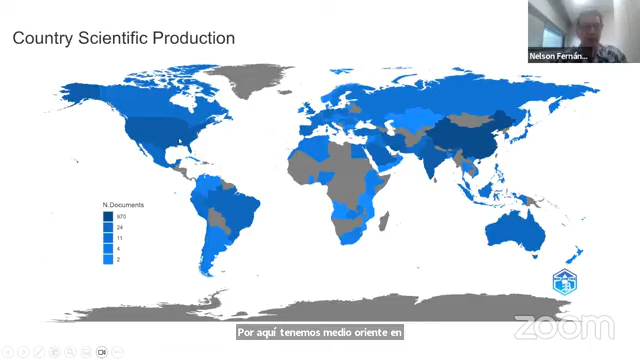 Country Scientific Production
Nelson Fernán...
N.Documents
970
24
11
4
2
Por aquí tenemos medio oriente en
zoom